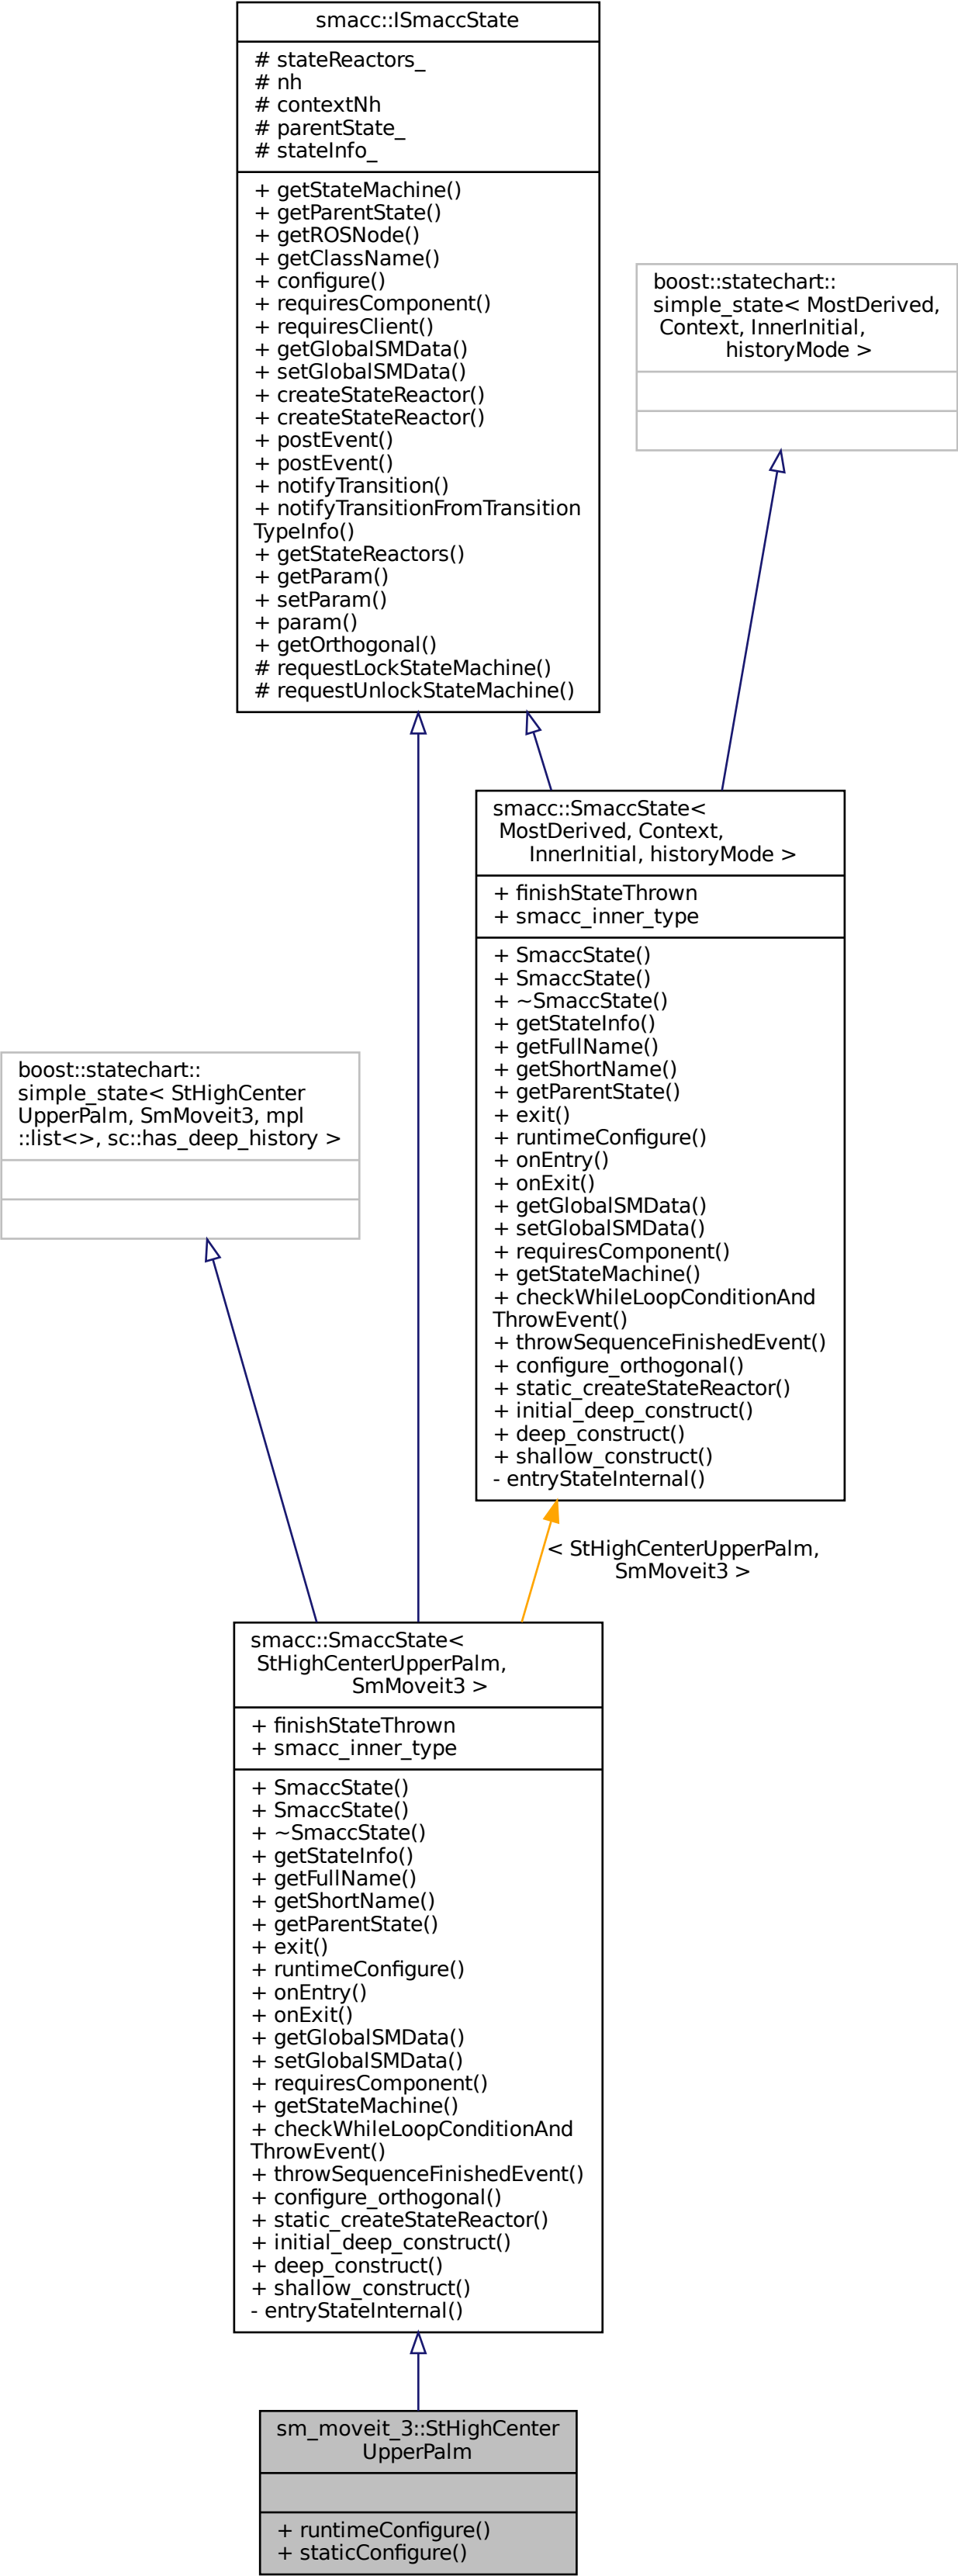 smacc::ISmaccState
# stateReactors_
# nh
# contextNh
# parentState_
# stateInfo_
+ getStateMachine()
+ getParentState()
+ getROSNode()
+ getClassName()
+ configure()
+ requiresComponent()
+ requiresClient()
+ getGlobalSMData()
+ setGlobalSMData()
+ createStateReactor()
+ createStateReactor()
+ postEvent()
+ postEvent()
+ notifyTransition()
+ notifyTransitionFromTransition
TypeInfo()
+ getStateReactors()
+ getParam()
+ setParam()
+ param()
+ getOrthogonal()
# requestLockStateMachine()
# requestUnlockStateMachine()
boost::statechart::
simple_state< MostDerived,
Context, InnerInitial,
historyMode >
smacc::SmaccState<
MostDerived, Context,
InnerInitial, historyMode >
+ finishStateThrown
+ smacc_inner_type
+ SmaccState()
+ SmaccState()
+ ~SmaccState()
+ getStateInfo()
+ getFullName()
+ getShortName()
+ getParentState()
+ exit()
+ runtimeConfigure()
+ onEntry()
+ onExit()
+ getGlobalSMData()
+ setGlobalSMData()
+ requiresComponent()
+ getStateMachine()
+ checkWhileLoopConditionAnd
ThrowEvent()
+ throwSequenceFinishedEvent()
+ configure_orthogonal()
+ static_createStateReactor()
+ initial_deep_construct()
+ deep_construct()
+ shallow_construct()
- entryStateInternal()
boost::statechart::
simple_state< StHighCenter
UpperPalm, SmMoveit3, mpl
::list<>, sc::has_deep_history >
< StHighCenterUpperPalm,
SmMoveit3 >
smacc::SmaccState<
StHighCenterUpperPalm,
SmMoveit3 >
+ finishStateThrown
+ smacc_inner_type
+ SmaccState()
+ SmaccState()
+ ~SmaccState()
+ getStateInfo()
+ getFullName()
+ getShortName()
+ getParentState()
+ exit()
+ runtimeConfigure()
+ onEntry()
+ onExit()
+ getGlobalSMData()
+ setGlobalSMData()
+ requiresComponent()
+ getStateMachine()
+ checkWhileLoopConditionAnd
ThrowEvent()
+ throwSequenceFinishedEvent()
+ configure_orthogonal()
+ static_createStateReactor()
+ initial_deep_construct()
+ deep_construct()
+ shallow_construct()
- entryStateInternal()
sm_moveit_3::StHighCenter
UpperPalm
+ runtimeConfigure()
+ staticConfigure()